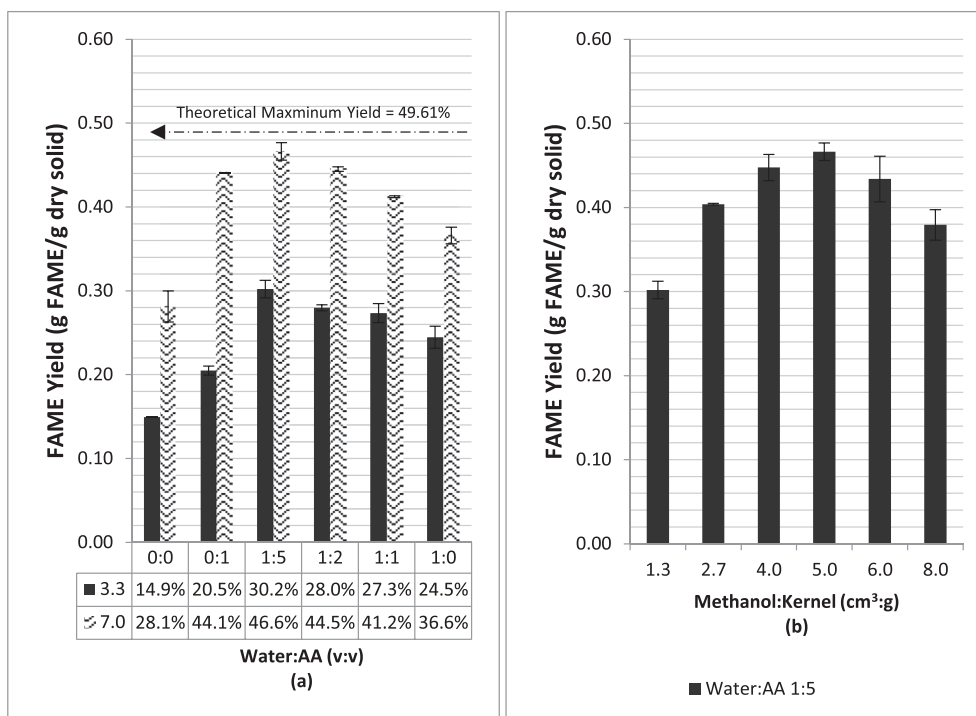 0.60
0.50
0.40
0.30
0.20
0.10
0.00
FAME Yield (g FAME/g dry solid)
Theoretical Maxminum Yield = 49.61%
0:0 0:1 1:5 1:2 1:1 1:0
3.3 14.9% 20.5% 30.2% 28.0% 27.3% 24.5%
7.0 28.1% 44.1% 46.6% 44.5% 41.2% 36.6%
Water:AA (v:v)
(a)
0.60
0.50
0.40
0.30
0.20
0.10
0.00
FAME Yield (g FAME/g dry solid)
1.3 2.7 4.0 5.0 6.0 8.0
Methanol:Kernel (cm³:g)
(b)
Water:AA 1:5